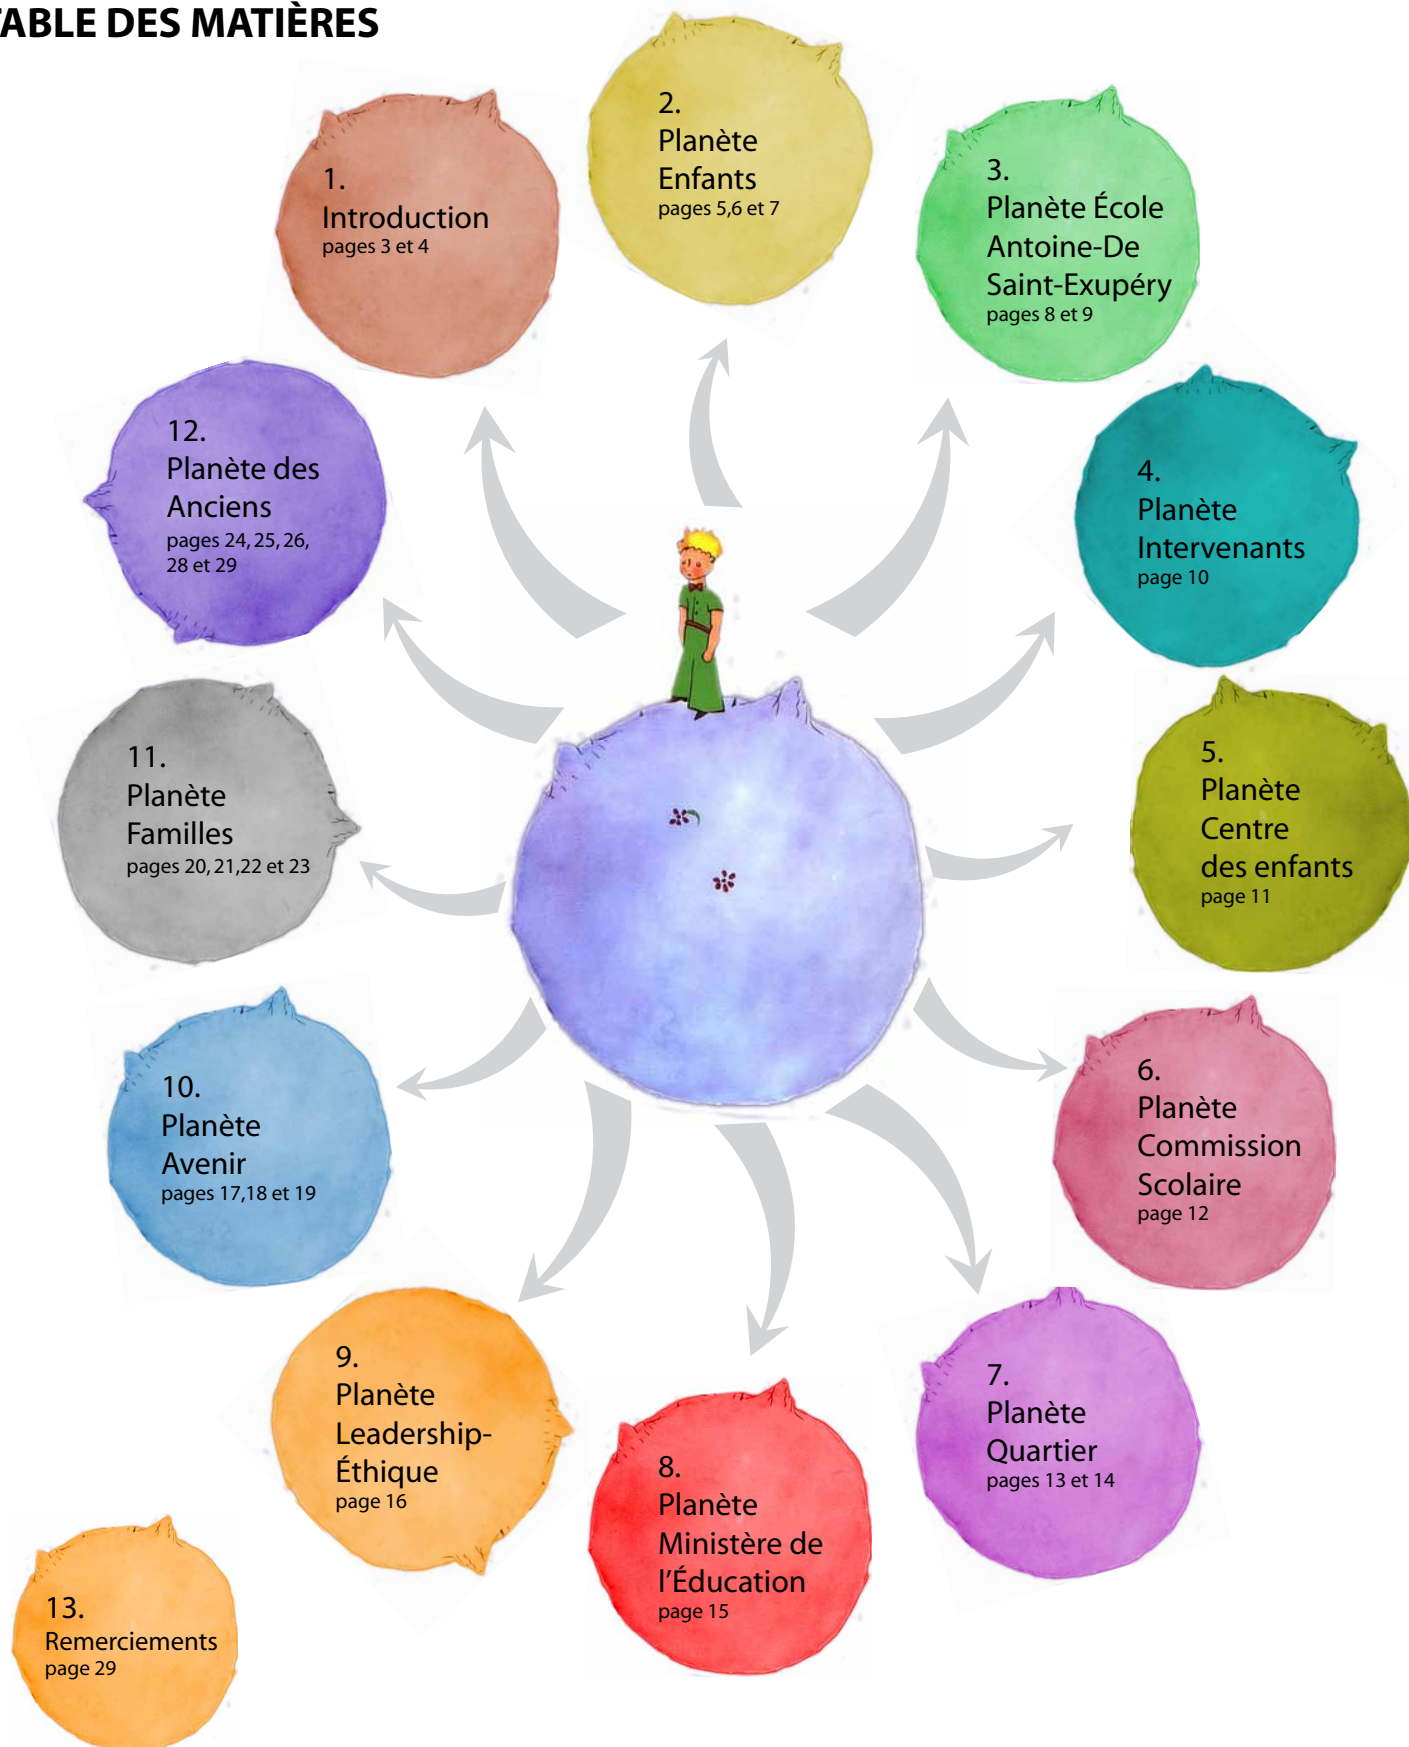 TABLE DES MATIÈRES
1.
Introduction
pages 3 et 4
2.
Planète
Enfants
pages 5,6 et 7
3.
Planète École
Antoine-De
Saint-Exupéry
pages 8 et 9
4.
Planète
Intervenants
page 10
5.
Planète
Centre
des enfants
page 11
6.
Planète
Commission
Scolaire
page 12
7.
Planète
Quartier
pages 13 et 14
8.
Planète
Ministère de
l'Éducation
page 15
9.
Planète
Leadership-
Éthique
page 16
10.
Planète
Avenir
pages 17,18 et 19
11.
Planète
Familles
pages 20, 21,22 et 23
12.
Planète des
Anciens
pages 24, 25, 26,
28 et 29
13.
Remerciements
page 29